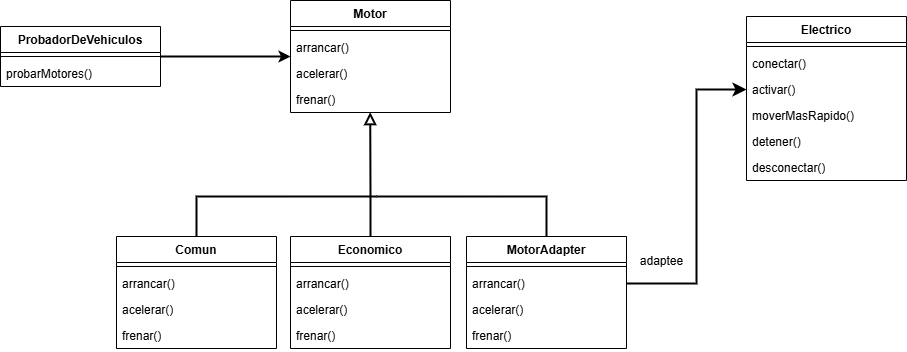 ProbadorDeVehiculos
probarMotores()
Motor
arrancar()
acelerar()
frenar()
Electrico
conectar()
activar()
moverMasRapido()
detener()
desconectar()
Comun
arrancar()
acelerar()
frenar()
Economico
arrancar()
acelerar()
frenar()
MotorAdapter
arrancar()
acelerar()
frenar()
adaptee